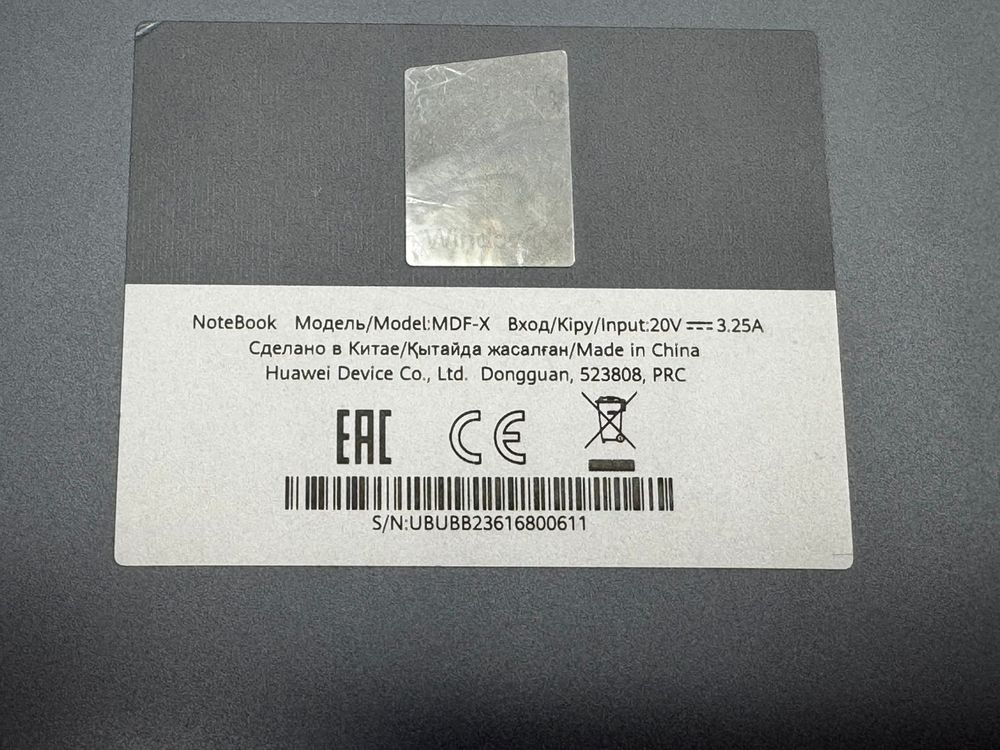 Windows
NoteBook Модель/Model:MDF-X Вход/Кіру/Input:20V⎓3.25A
Сделано в Китае/Қытайда жасалған/Made in China
Huawei Device Co., Ltd. Dongguan, 523808, PRC
EAC CE
S/N:UBUBB23616800611